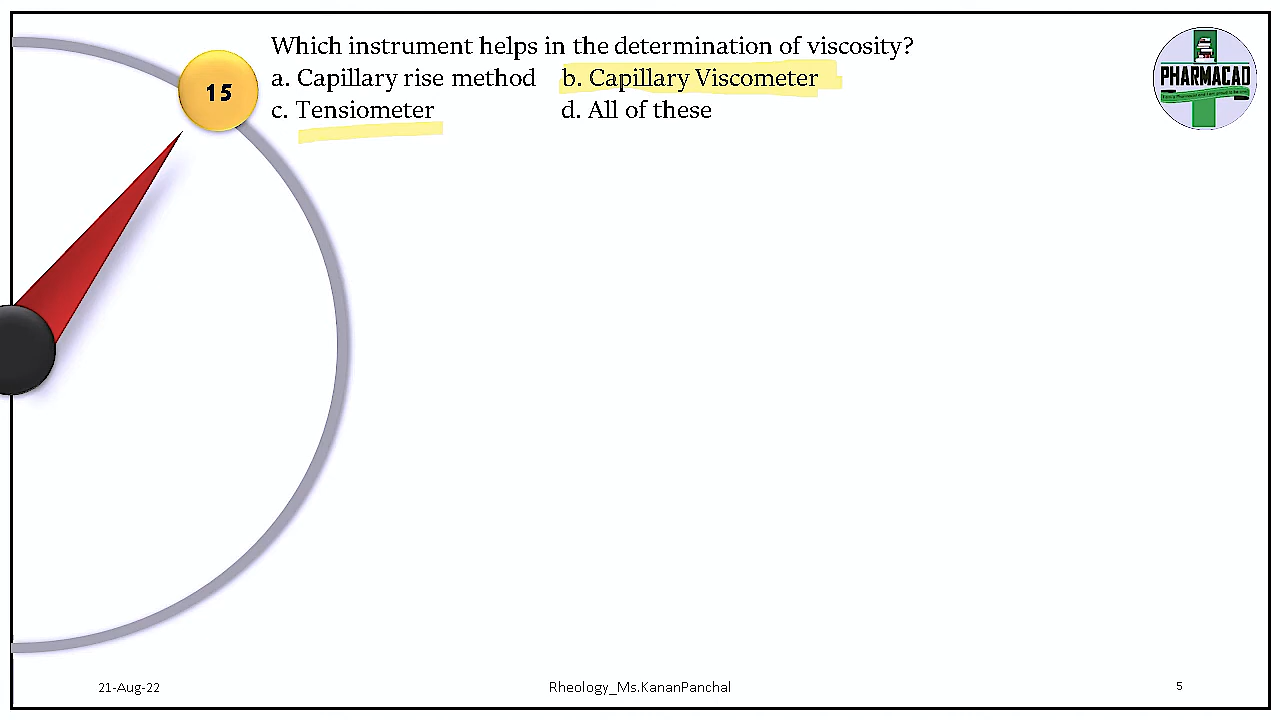 Which instrument helps in the determination of viscosity?
a. Capillary rise method b. Capillary Viscometer
c. Tensiometer d. All of these
15
PHARMACAD
21-Aug-22
Rheology_Ms.KananPanchal
5